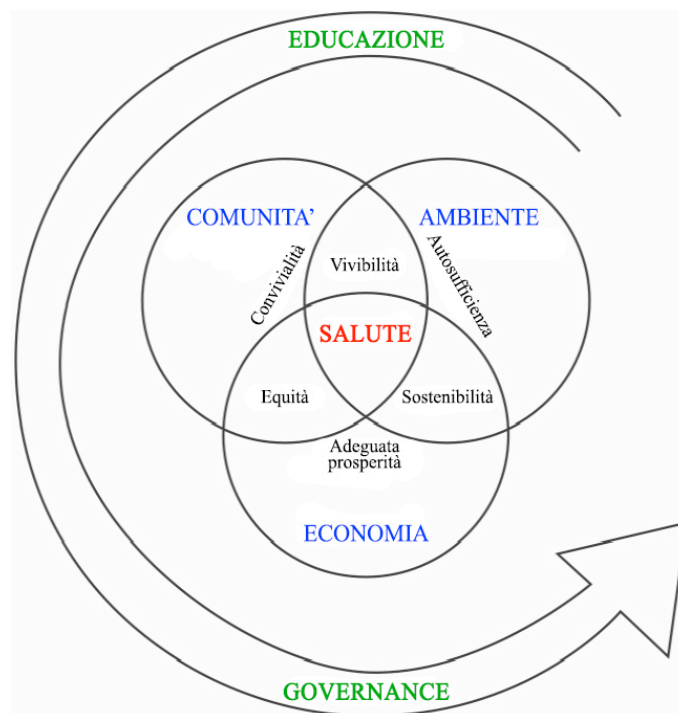 EDUCAZIONE
COMUNITA'
AMBIENTE
Convivialità
Vivibilità
Autosufficienza
SALUTE
Equità
Sostenibilità
Adeguata
prosperità
ECONOMIA
GOVERNANCE